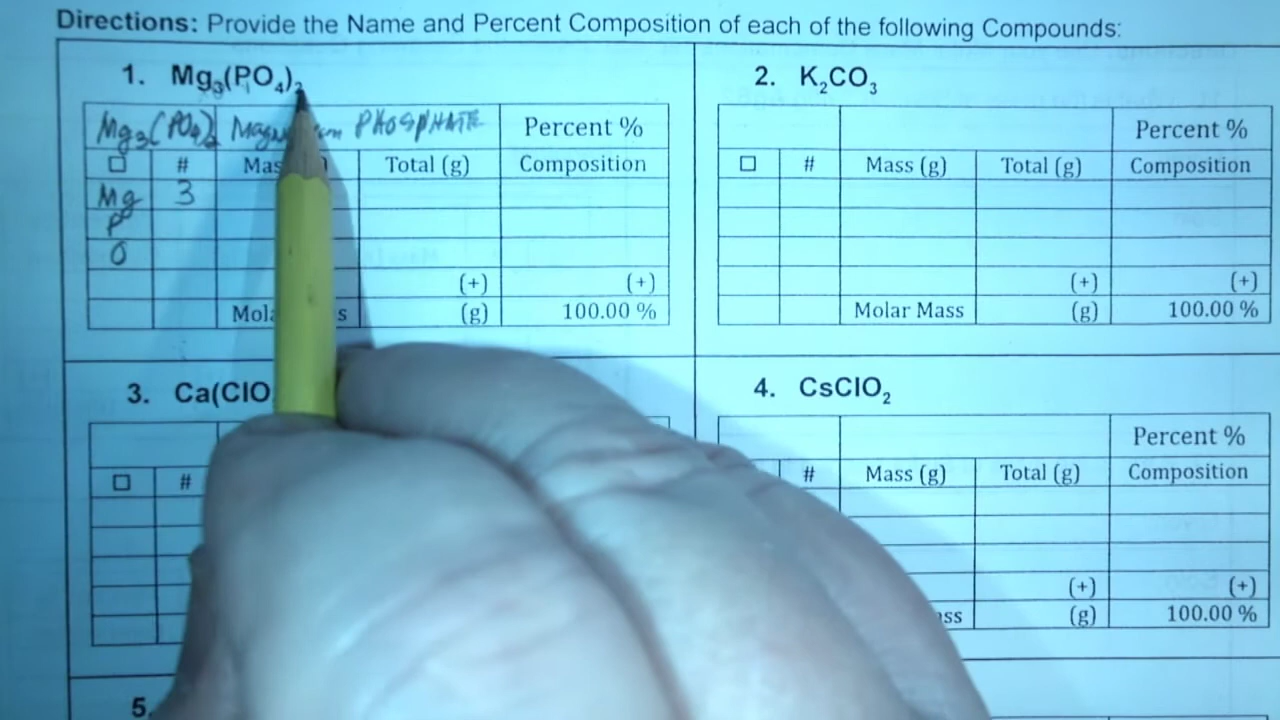 Directions: Provide the Name and Percent Composition of each of the following Compounds:
1. Mg₃(PO₄)₂
Mg₃(PO₄)₂ PHOSPHATE Percent %
□ # Total (g) Composition
Mg 3
P
O
(+) (+)
(g) 100.00 %
2. K₂CO₃
Percent %
□ # Mass (g) Total (g) Composition
(+) (+)
Molar Mass (g) 100.00 %
3. Ca(ClO
□ #
4. CsClO₂
Percent %
# Mass (g) Total (g) Composition
(+) (+)
(g) 100.00 %
5.